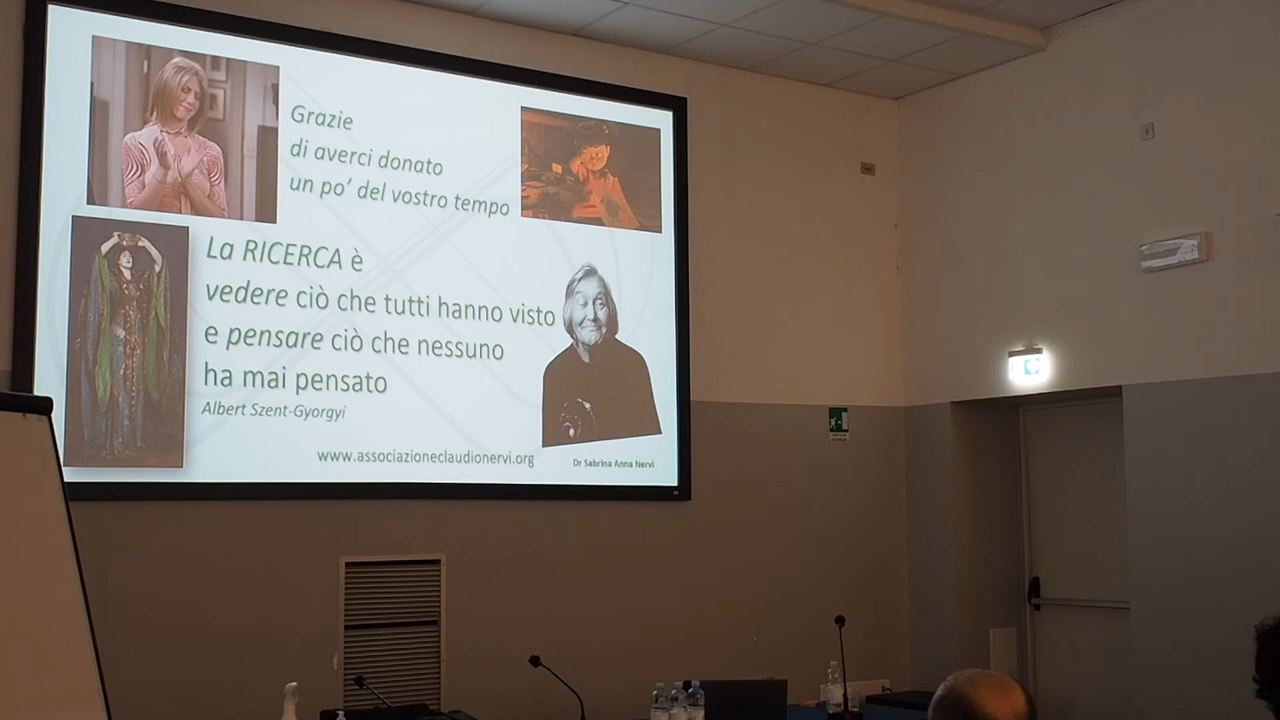 Grazie
di averci donato
un po' del vostro tempo
La RICERCA è
vedere ciò che tutti hanno visto
e pensare ciò che nessuno
ha mai pensato
Albert Szent-Gyorgyi
www.associazioneclaudionervi.org
Dr Sabrina Anna Nervi